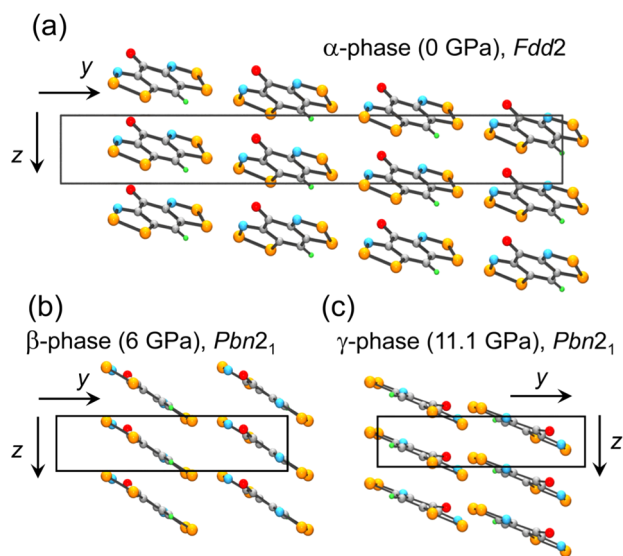 (a)
α-phase (0 GPa), Fdd2
y
z
(b)
β-phase (6 GPa), Pbn2₁
y
z
(c)
γ-phase (11.1 GPa), Pbn2₁
y
z